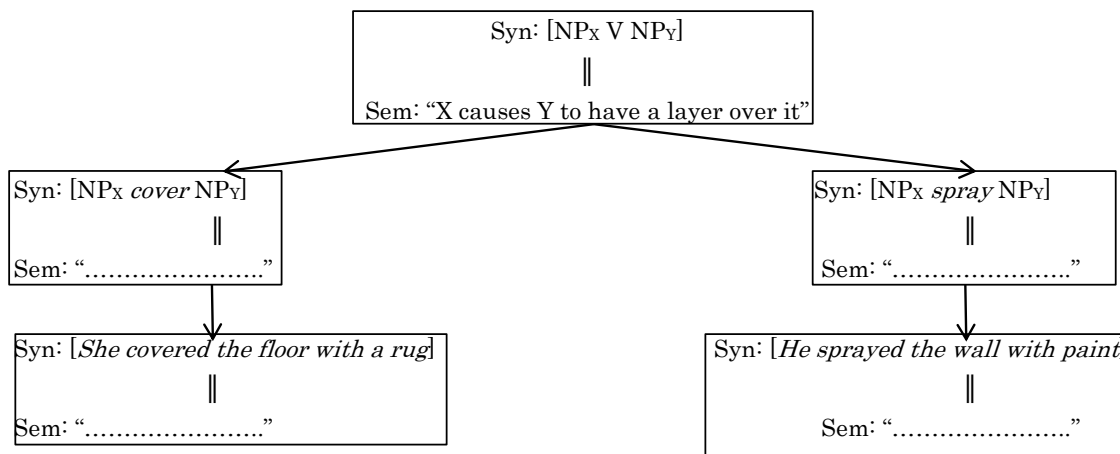 Syn: [NPX V NPY]
‖
Sem: “X causes Y to have a layer over it”
Syn: [NPX cover NPY]
‖
Sem: “…………………..”
Syn: [NPX spray NPY]
‖
Sem: “…………………….”
Syn: [She covered the floor with a rug]
‖
Sem: “…………………….”
Syn: [He sprayed the wall with paint
‖
Sem: “…………………….”